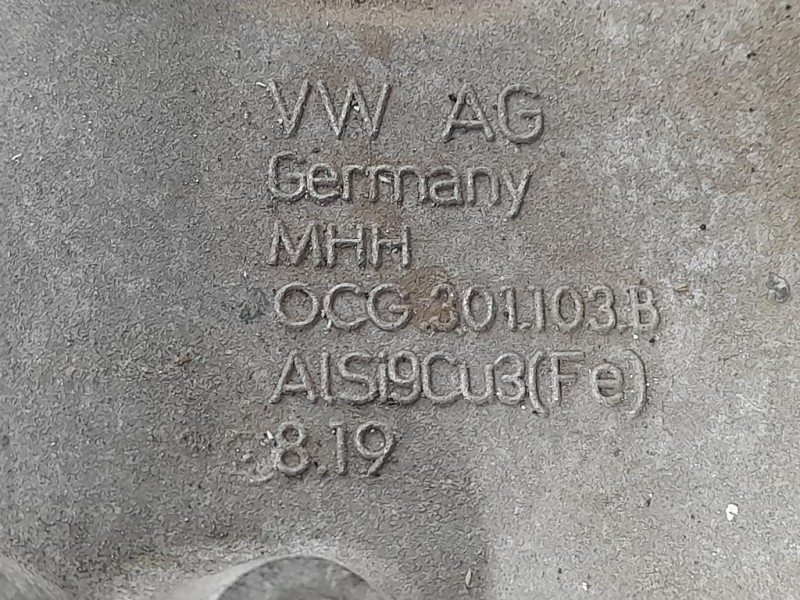 VW AG
Germany
MHH
0CG.301.103.B
AlSi9Cu3(Fe)
8.19